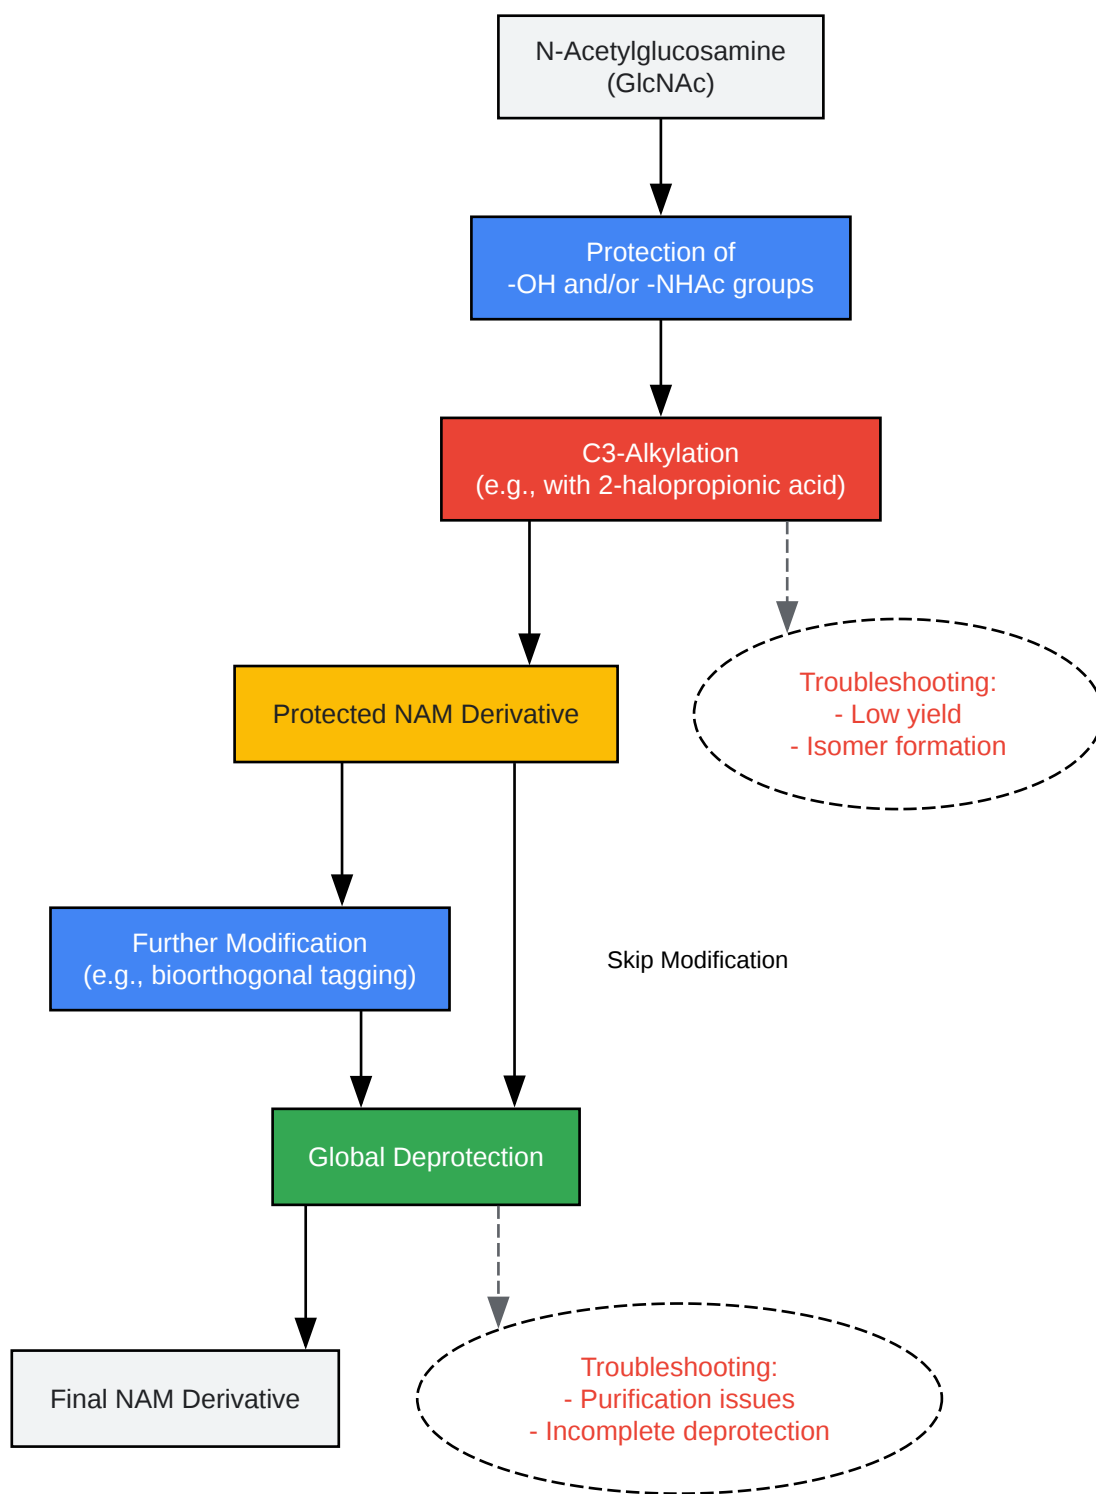 N-Acetylglucosamine
(GlcNAc)
Protection of
-OH and/or -NHAc groups
C3-Alkylation
(e.g., with 2-halopropionic acid)
Protected NAM Derivative
Troubleshooting:
- Low yield
- Isomer formation
Further Modification
(e.g., bioorthogonal tagging)
Skip Modification
Global Deprotection
Final NAM Derivative
Troubleshooting:
- Purification issues
- Incomplete deprotection